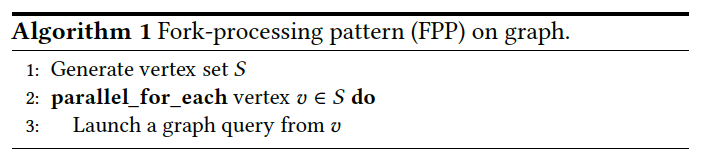 Algorithm 1 Fork-processing pattern (FPP) on graph.
1: Generate vertex set S
2: parallel_for_each vertex v ∈ S do
3: Launch a graph query from v